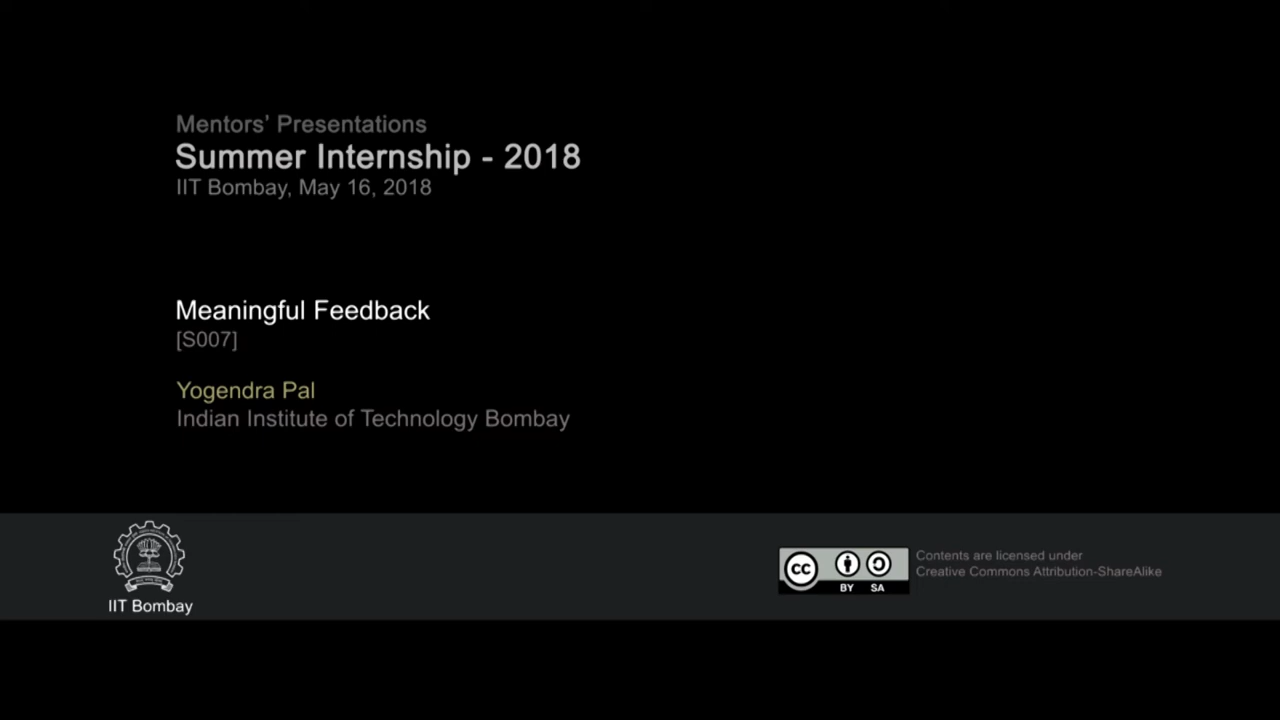 Mentors’ Presentations
Summer Internship - 2018
IIT Bombay, May 16, 2018
Meaningful Feedback
[S007]
Yogendra Pal
Indian Institute of Technology Bombay
IIT Bombay
cc
BY SA
Contents are licensed under
Creative Commons Attribution-ShareAlike